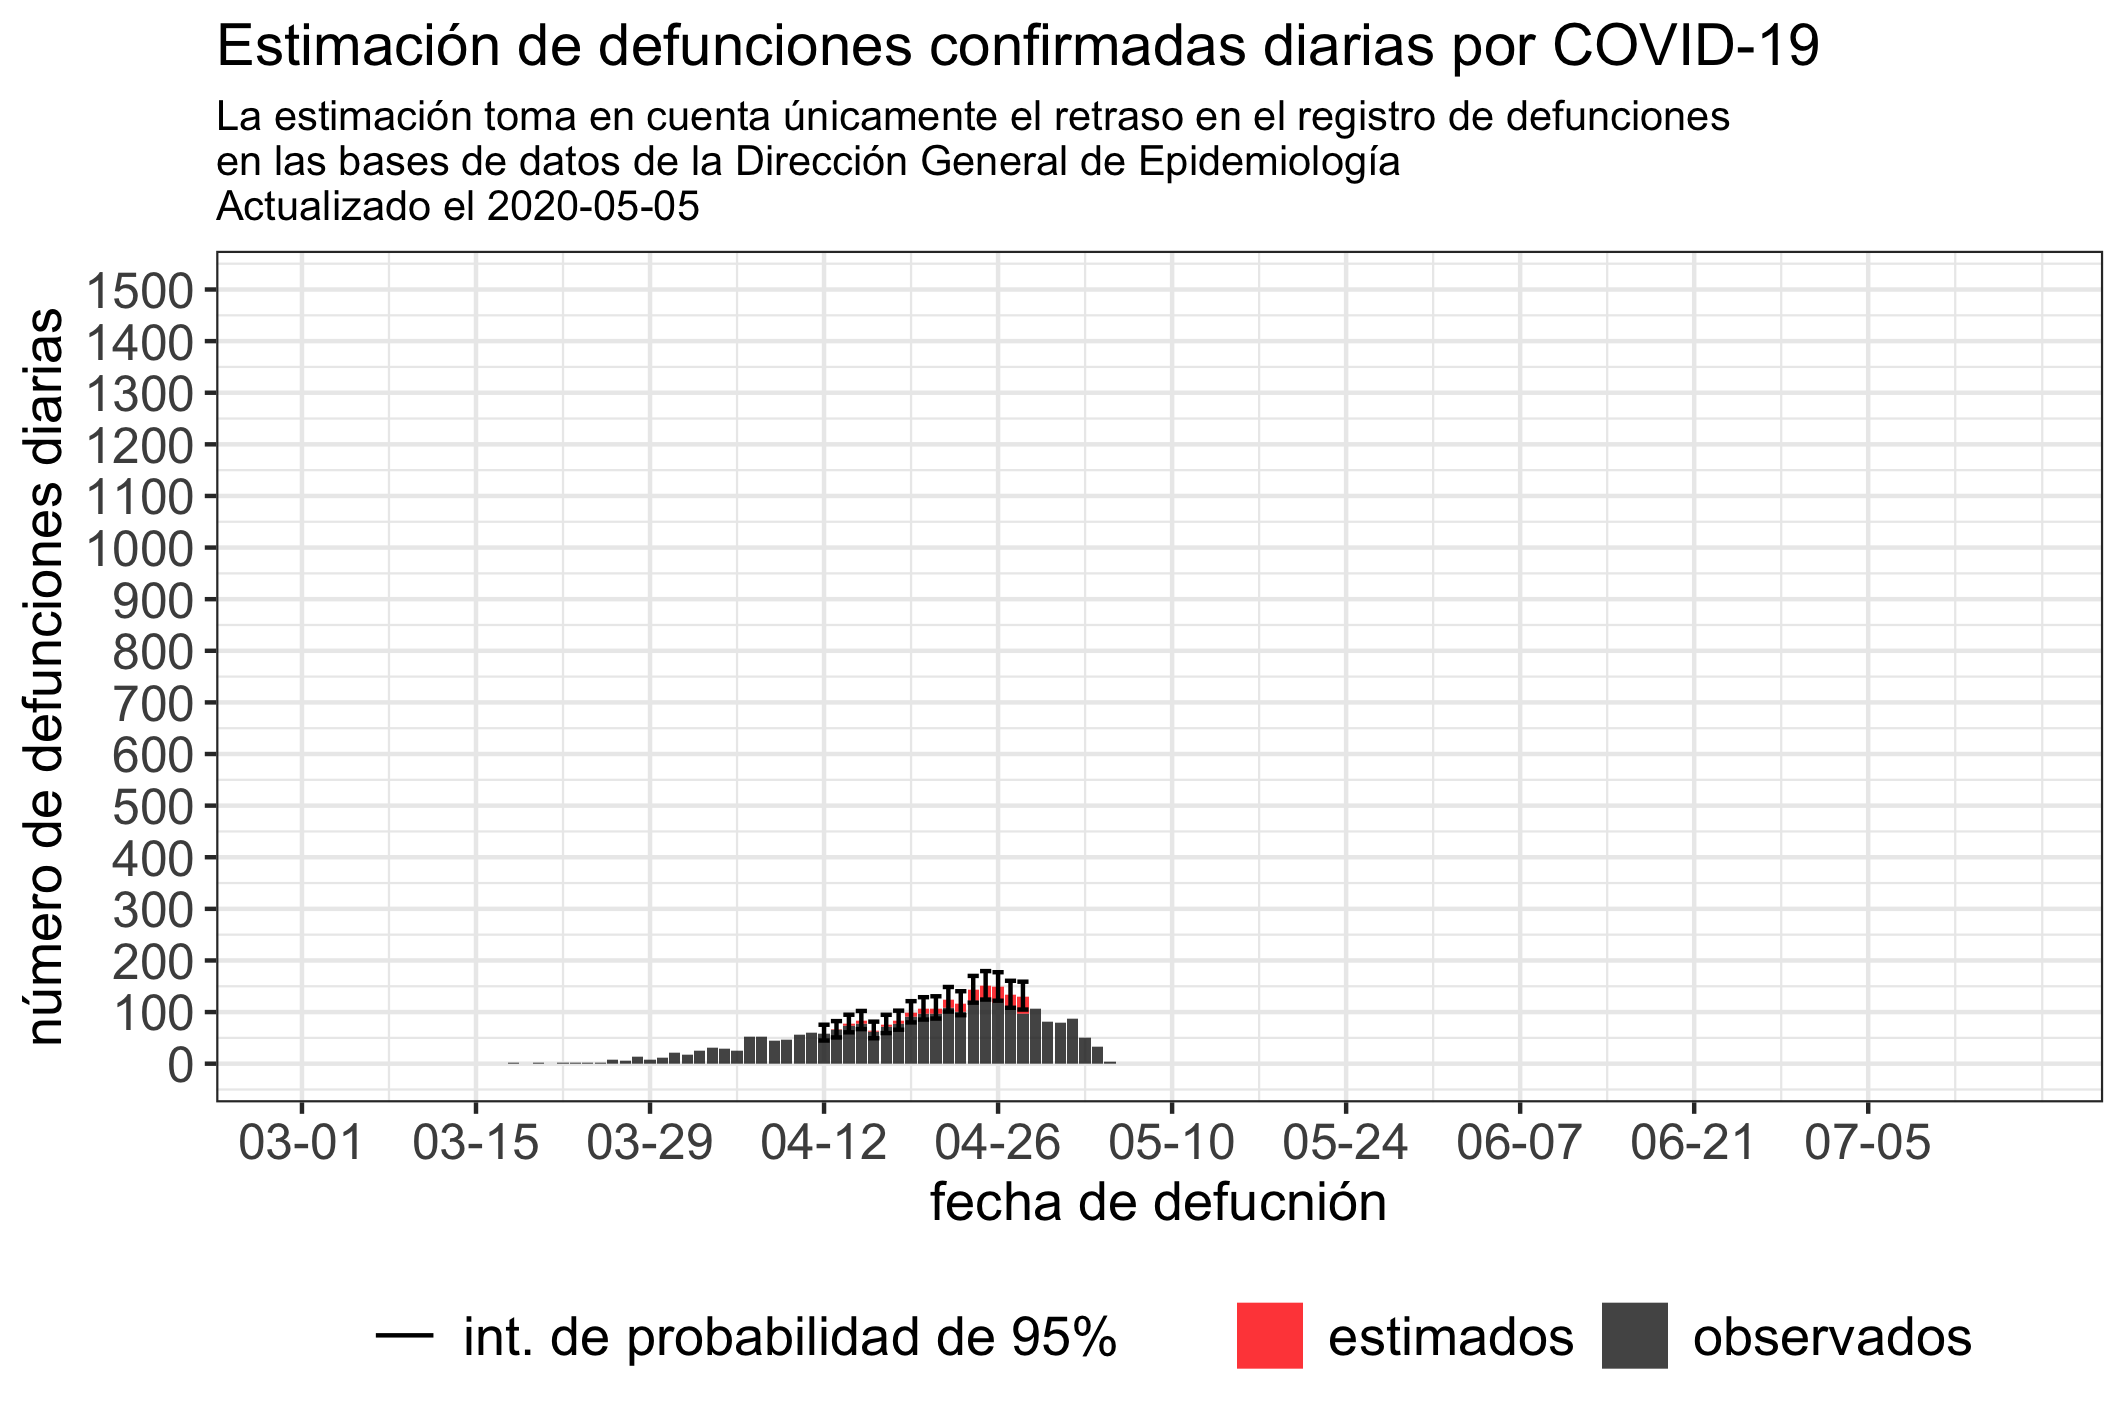 Estimación de defunciones confirmadas diarias por COVID-19
La estimación toma en cuenta únicamente el retraso en el registro de defunciones
en las bases de datos de la Dirección General de Epidemiología
Actualizado el 2020-05-05
número de defunciones diarias
1500
1400
1300
1200
1100
1000
900
800
700
600
500
400
300
200
100
0
03-01 03-15 03-29 04-12 04-26 05-10 05-24 06-07 06-21 07-05
fecha de defucnión
int. de probabilidad de 95% estimados observados